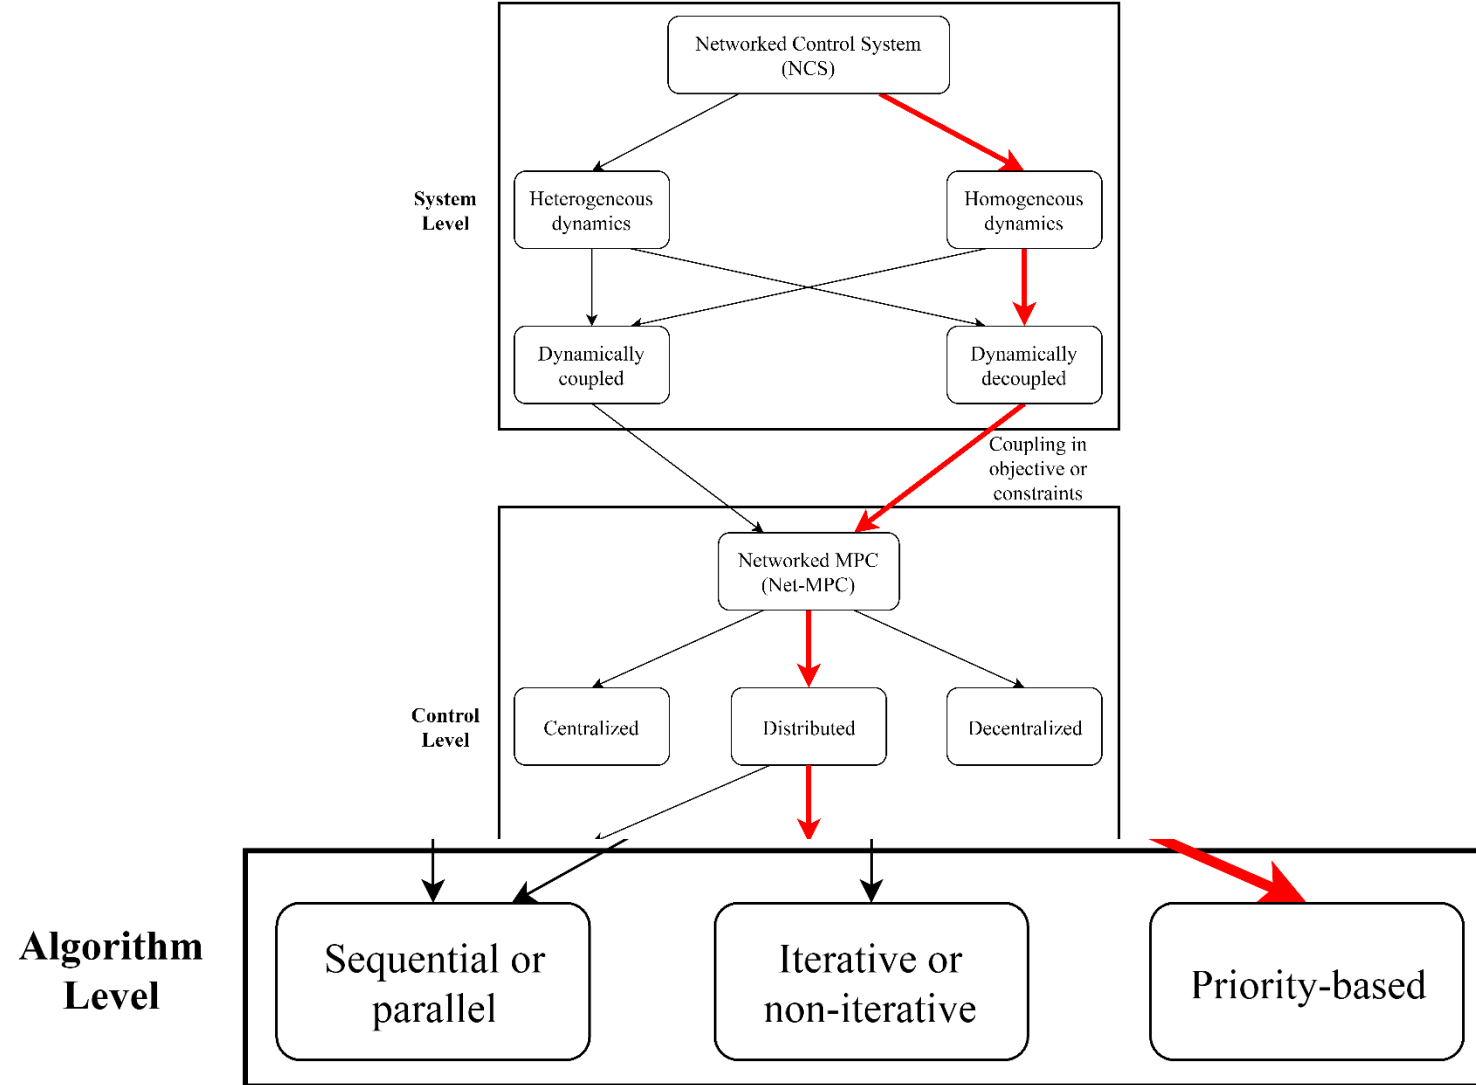 Networked Control System
(NCS)
System
Level
Heterogeneous
dynamics
Homogeneous
dynamics
Dynamically
coupled
Dynamically
decoupled
Coupling in
objective or
constraints
Networked MPC
(Net-MPC)
Control
Level
Centralized
Distributed
Decentralized
Algorithm
Level
Sequential or
parallel
Iterative or
non-iterative
Priority-based